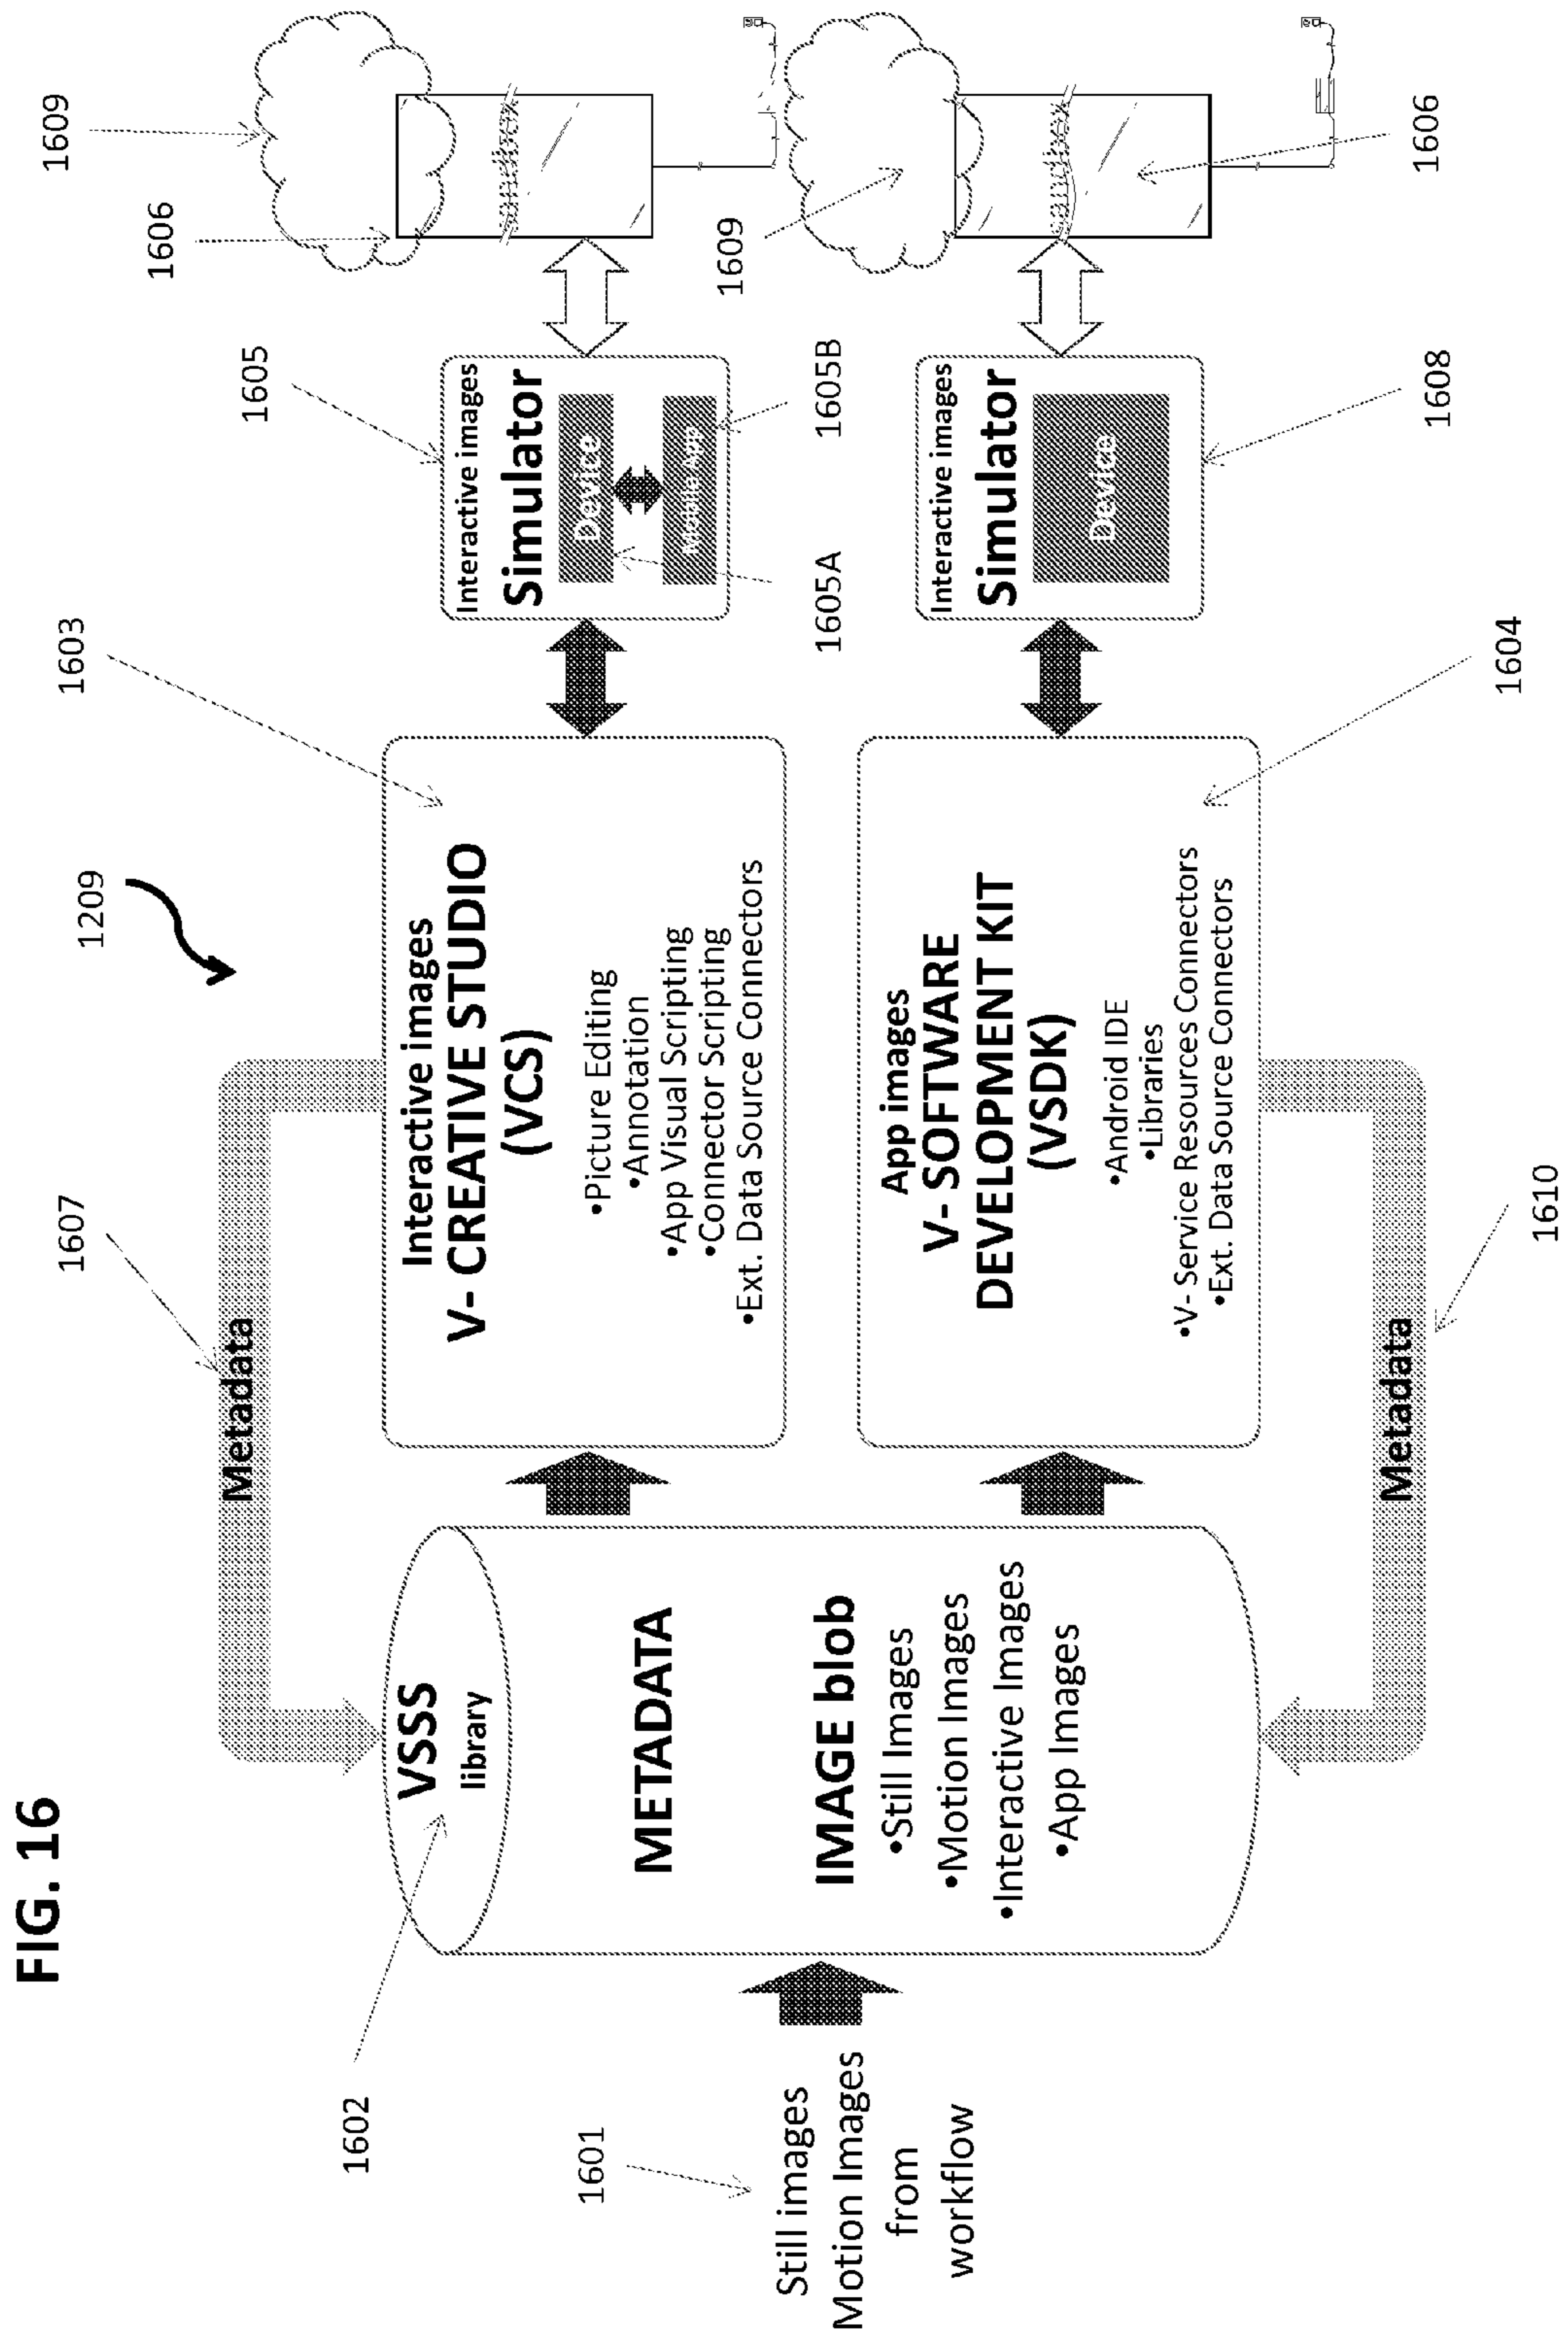 FIG. 16
1209
1601
Still images
Motion Images
from
workflow
1602
VSSS
library
METADATA
IMAGE blob
•Still Images
•Motion Images
•Interactive Images
•App Images
1607
Metadata
Interactive images
V- CREATIVE STUDIO
(VCS)
•Picture Editing
•Annotation
•App Visual Scripting
•Connector Scripting
•Ext. Data Source Connectors
1603
App images
V- SOFTWARE
DEVELOPMENT KIT
(VSDK)
•Android IDE
•Libraries
•V- Service Resources Connectors
•Ext. Data Source Connectors
1604
Metadata
1610
1605
Interactive images
Simulator
Device
Mobile App
1605A
1605B
Interactive images
Simulator
Device
1608
1609
1606
sandbox
1609
sandbox
1606